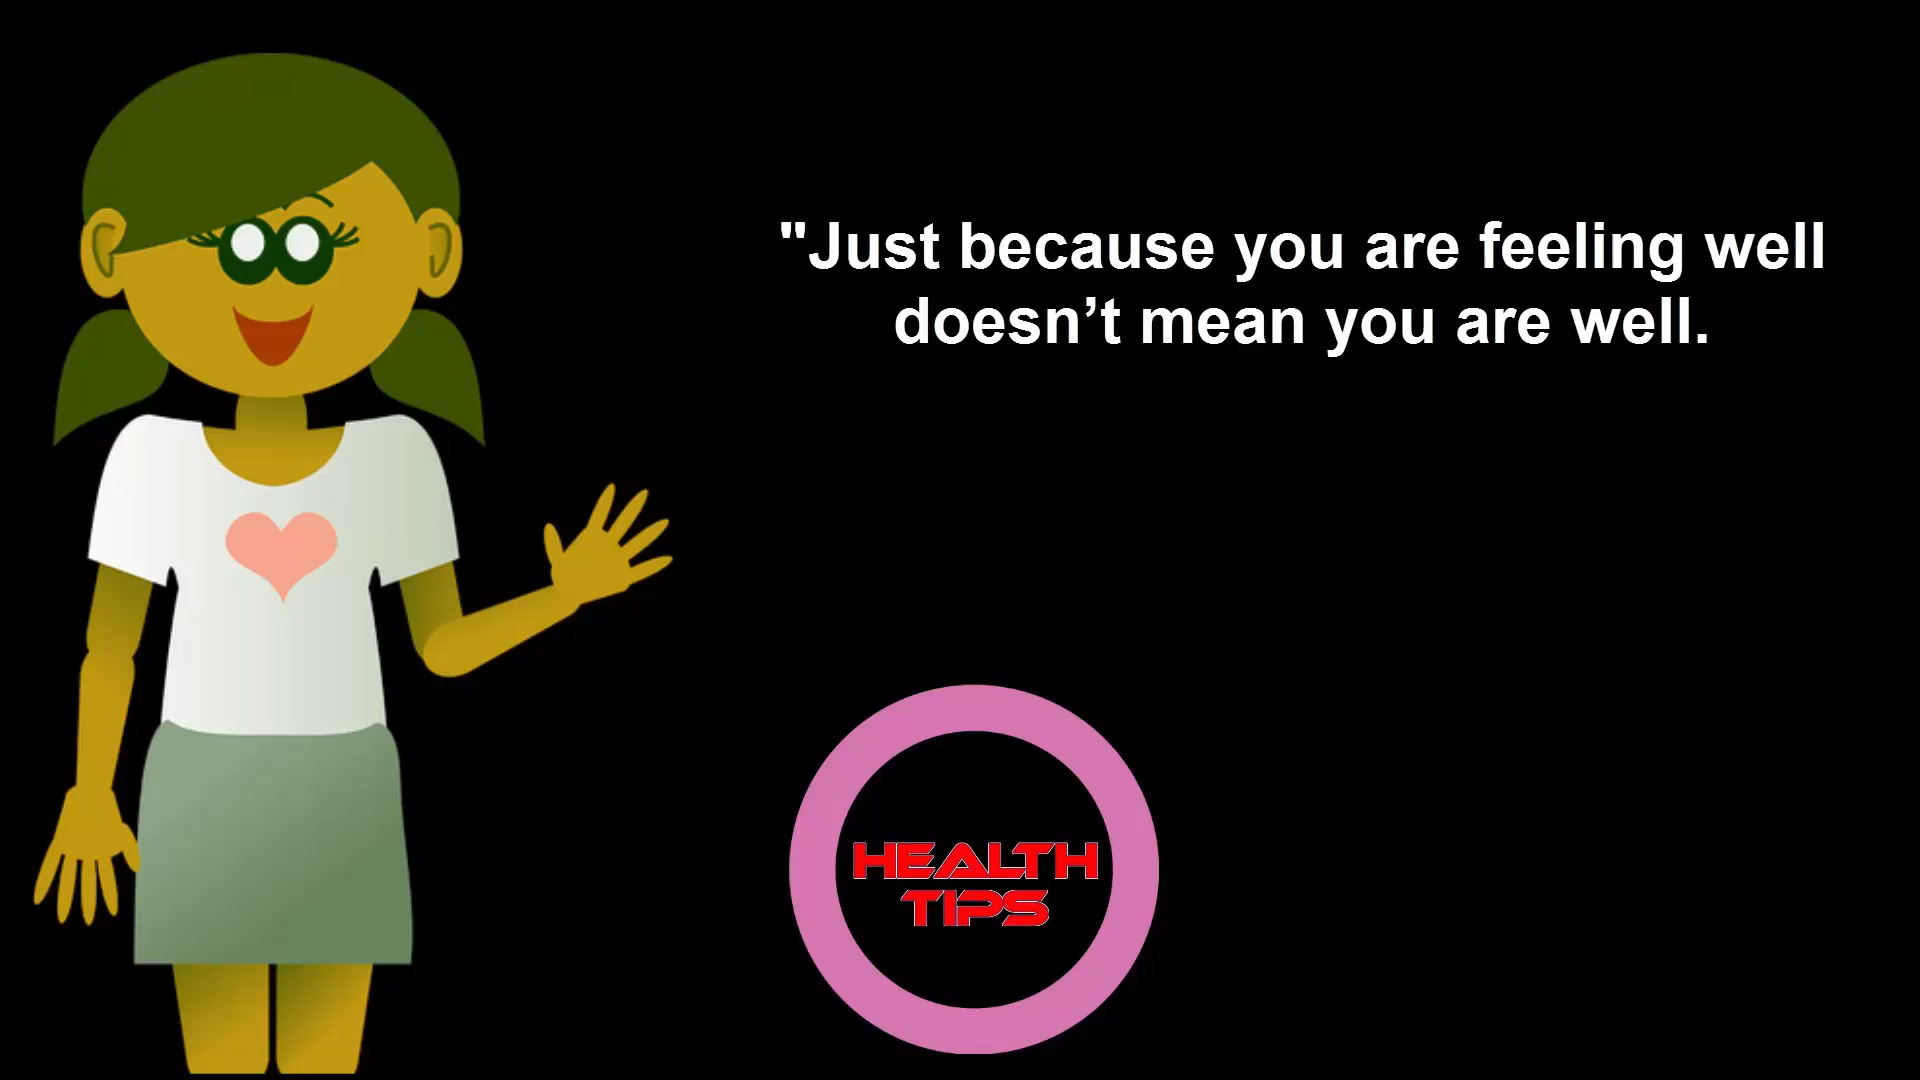 "Just because you are feeling well
doesn’t mean you are well.
HEALTH
TIPS